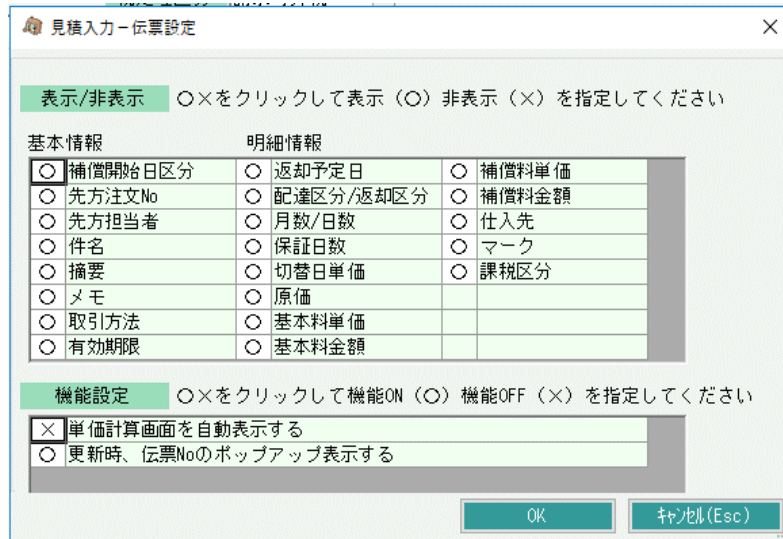 見積入力－伝票設定
表示/非表示 ○×をクリックして表示（○）非表示（×）を指定してください
基本情報 明細情報
○ 補償開始日区分 ○ 返却予定日 ○ 補償料単価
○ 先方注文No ○ 配達区分/返却区分 ○ 補償料金額
○ 先方担当者 ○ 月数/日数 ○ 仕入先
○ 件名 ○ 保証日数 ○ マーク
○ 摘要 ○ 切替日単価 ○ 課税区分
○ メモ ○ 原価
○ 取引方法 ○ 基本料単価
○ 有効期限 ○ 基本料金額
機能設定 ○×をクリックして機能ON（○）機能OFF（×）を指定してください
× 単価計算画面を自動表示する
○ 更新時、伝票Noのポップアップ表示する
OK ｷｬﾝｾﾙ(Esc)